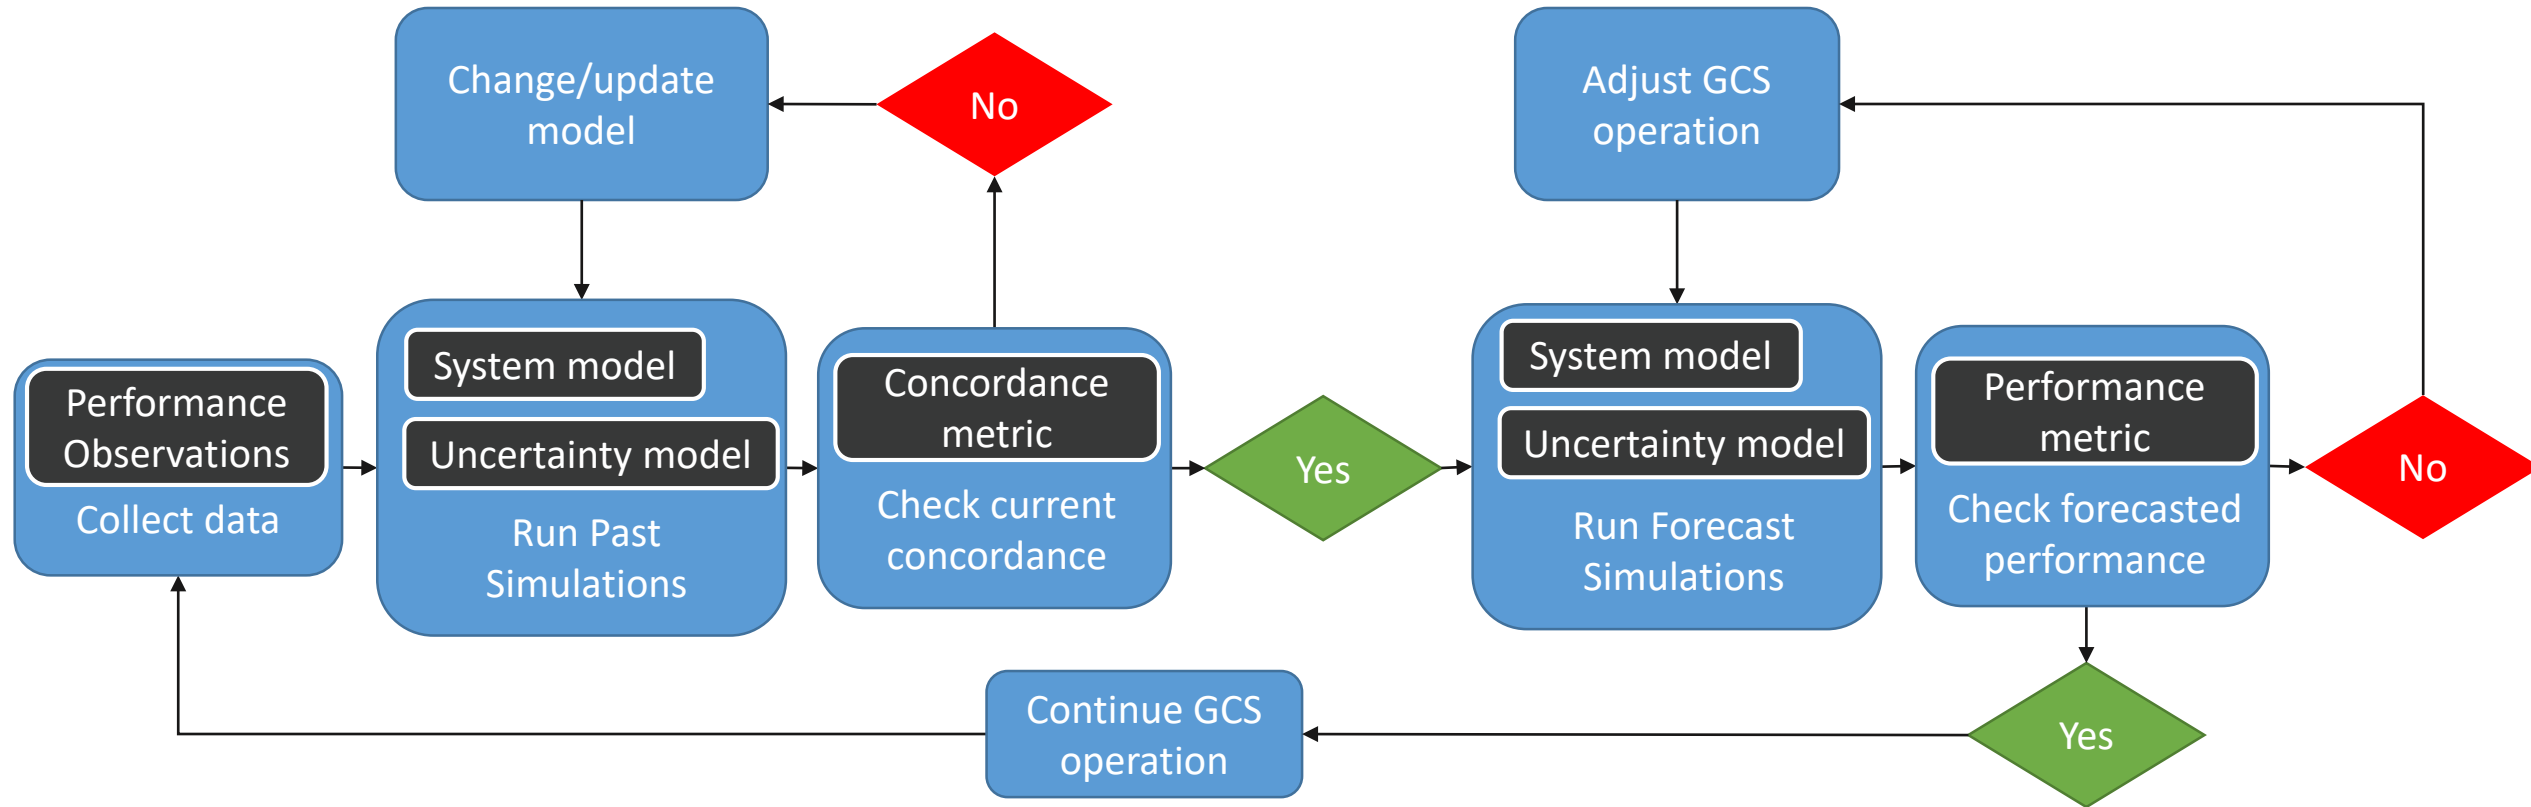 Change/update
model
No
Adjust GCS
operation
Performance
Observations
Collect data
System model
Uncertainty model
Run Past
Simulations
Concordance
metric
Check current
concordance
Yes
System model
Uncertainty model
Run Forecast
Simulations
Performance
metric
Check forecasted
performance
No
Continue GCS
operation
Yes